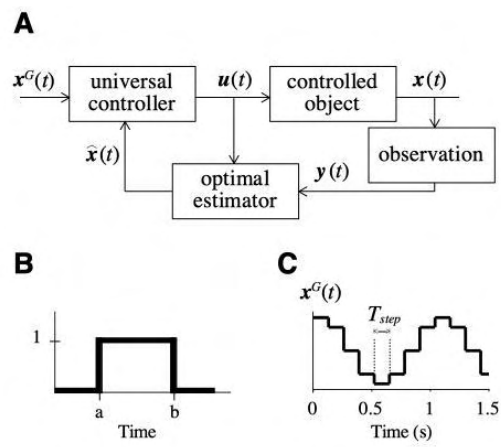 A
x^G(t)
universal
controller
u(t)
controlled
object
x(t)
x̂(t)
optimal
estimator
y(t)
observation
B
1
a
b
Time
C
x^G(t)
T_step
0
0.5
1
1.5
Time (s)